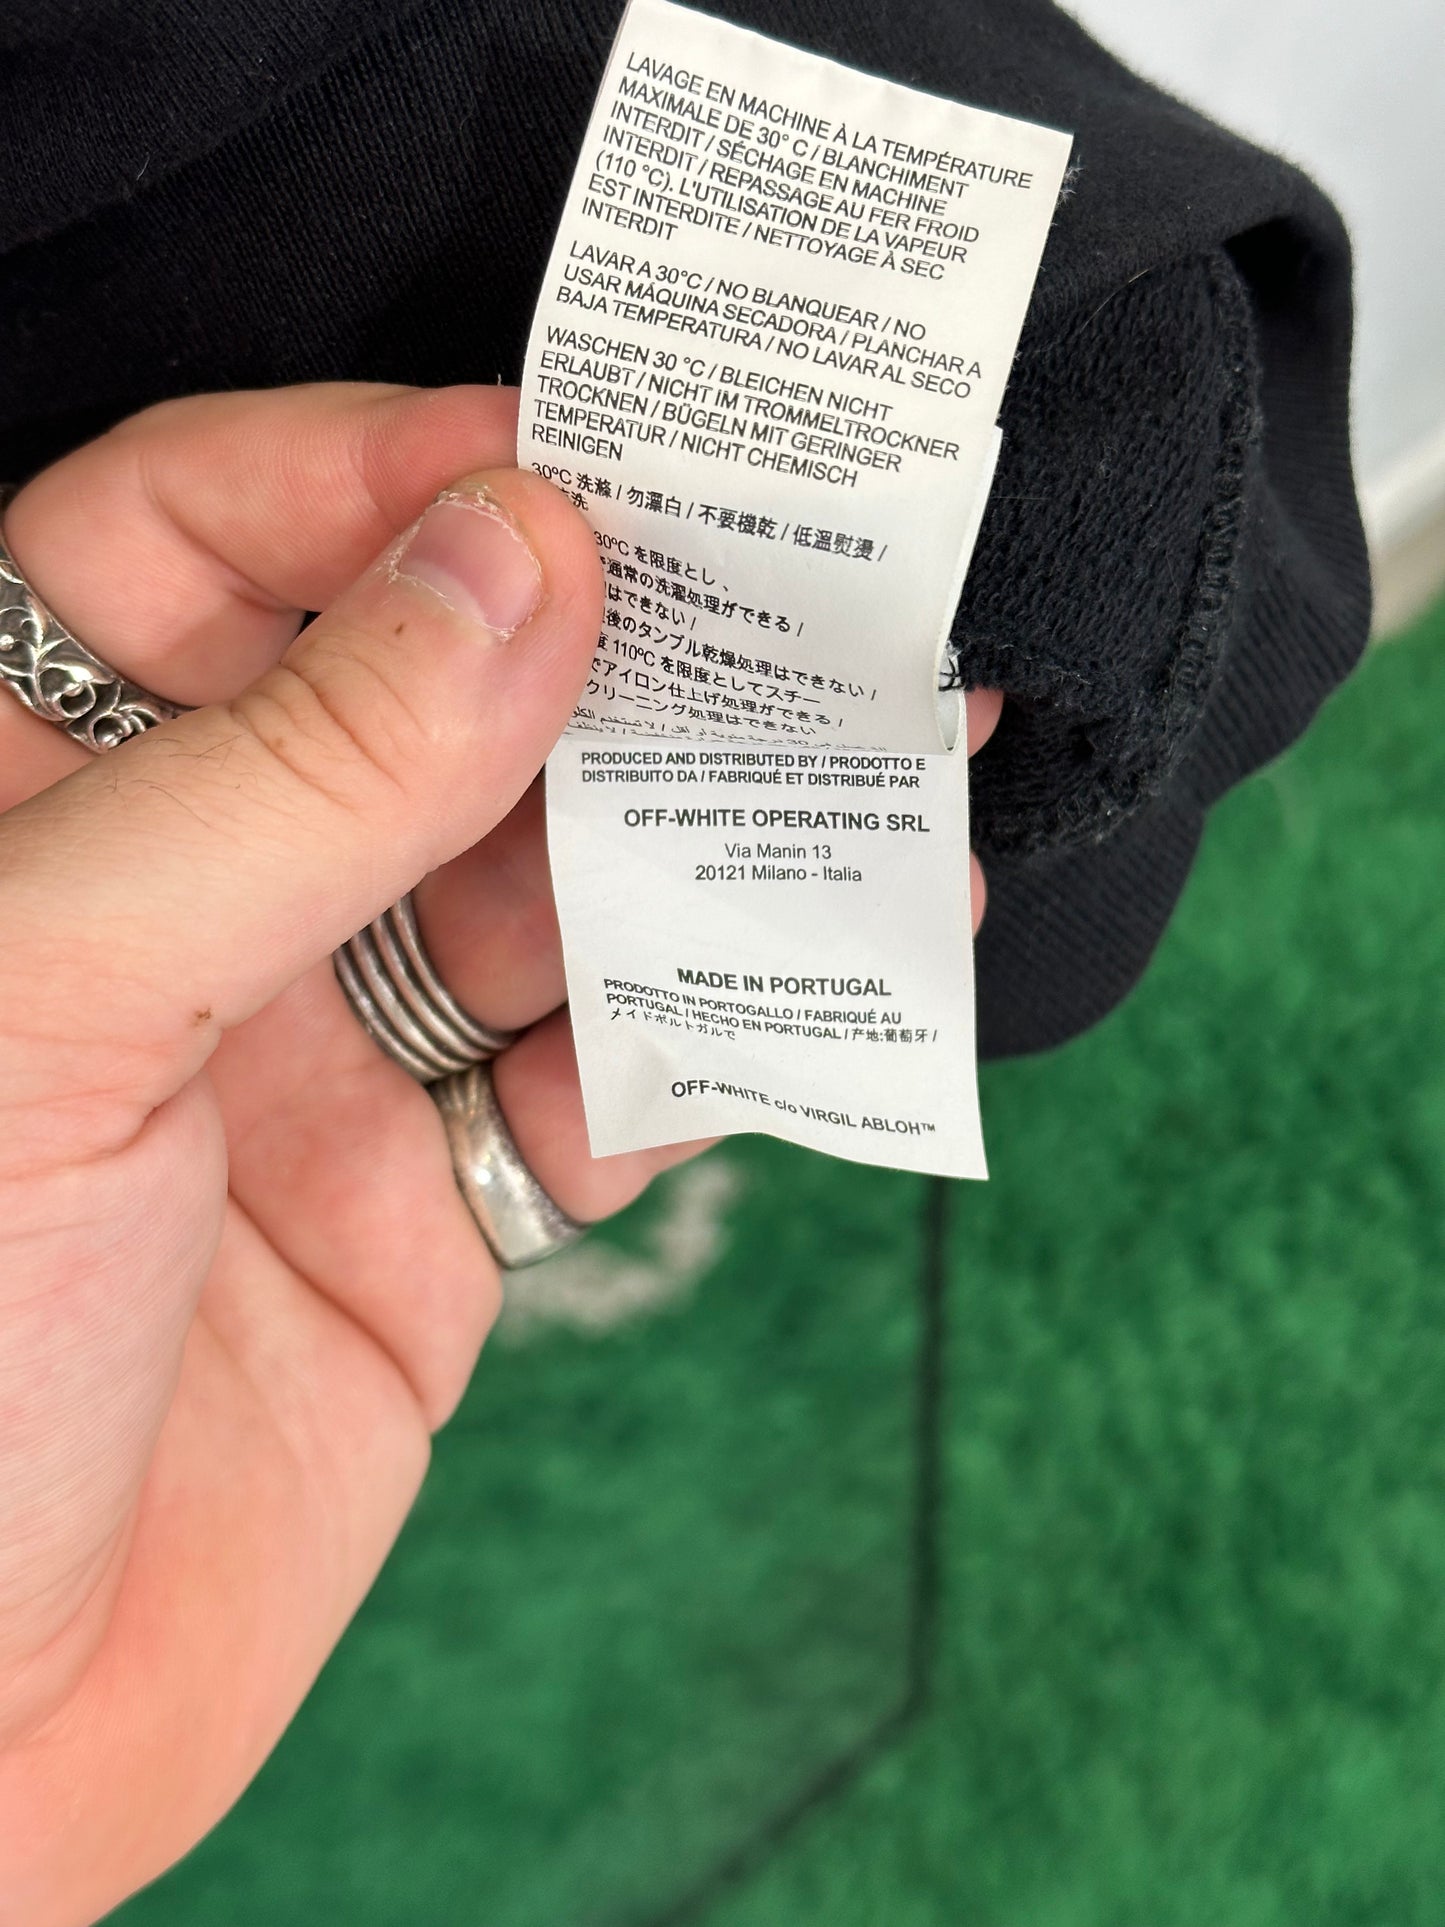 LAVAGE EN MACHINE À LA TEMPÉRATURE
MAXIMALE DE 30° C / BLANCHIMENT
INTERDIT / SÉCHAGE EN MACHINE
INTERDIT / REPASSAGE AU FER FROID
(110 °C). L'UTILISATION DE LA VAPEUR
EST INTERDITE / NETTOYAGE À SEC
INTERDIT
LAVAR A 30°C / NO BLANQUEAR / NO
USAR MÁQUINA SECADORA / PLANCHAR A
BAJA TEMPERATURA / NO LAVAR AL SECO
WASCHEN 30 °C / BLEICHEN NICHT
ERLAUBT / NICHT IM TROMMELTROCKNER
TROCKNEN / BÜGELN MIT GERINGER
TEMPERATUR / NICHT CHEMISCH
REINIGEN
30ºC 洗滌 / 勿漂白 / 不要機乾 / 低溫熨燙 /
洗
30ºC を限度とし、
通常の洗濯処理ができる /
はできない /
後のタンブル乾燥処理はできない /
度 110ºC を限度としてスチー
でアイロン仕上げ処理ができる /
クリーニング処理はできない
PRODUCED AND DISTRIBUTED BY / PRODOTTO E
DISTRIBUITO DA / FABRIQUÉ ET DISTRIBUÉ PAR
OFF-WHITE OPERATING SRL
Via Manin 13
20121 Milano - Italia
MADE IN PORTUGAL
PRODOTTO IN PORTOGALLO / FABRIQUÉ AU
PORTUGAL / HECHO EN PORTUGAL / 产地:葡萄牙 /
メイドポルトガルで
OFF-WHITE c/o VIRGIL ABLOH™